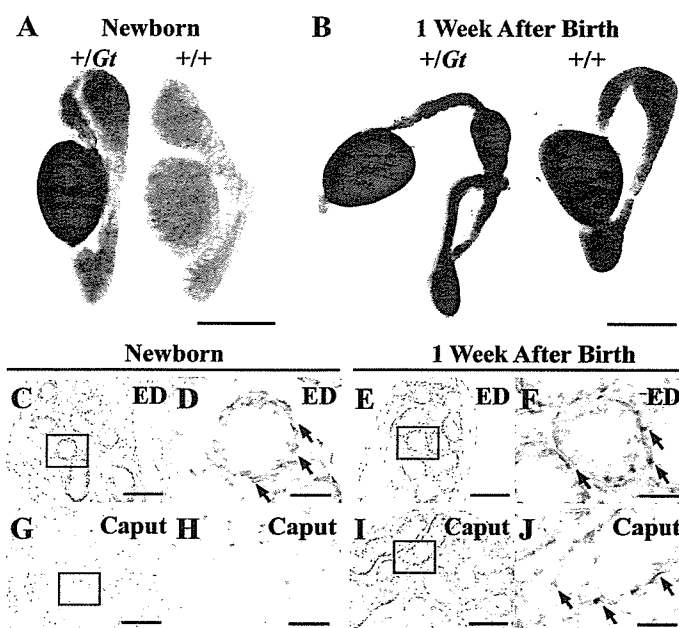 A Newborn B 1 Week After Birth
+/Gt +/+ +/Gt +/+
Newborn 1 Week After Birth
C ED D ED E ED F ED
G Caput H Caput I Caput J Caput